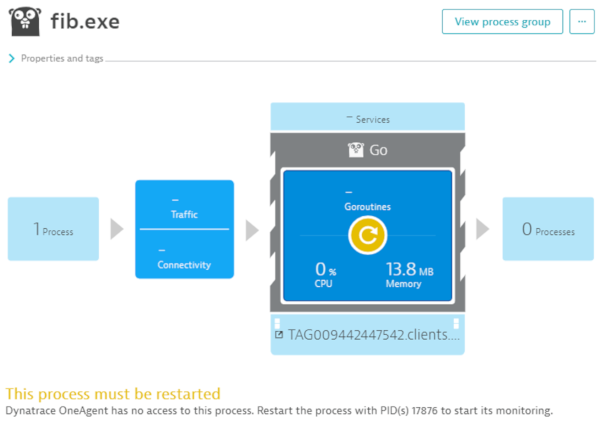 fib.exe
View process group
...
Properties and tags
– Services
Go
1 Process
–
Traffic
–
Connectivity
–
Goroutines
0 %
CPU
13.8 MB
Memory
0 Processes
TAG009442447542.clients....
This process must be restarted
Dynatrace OneAgent has no access to this process. Restart the process with PID(s) 17876 to start its monitoring.